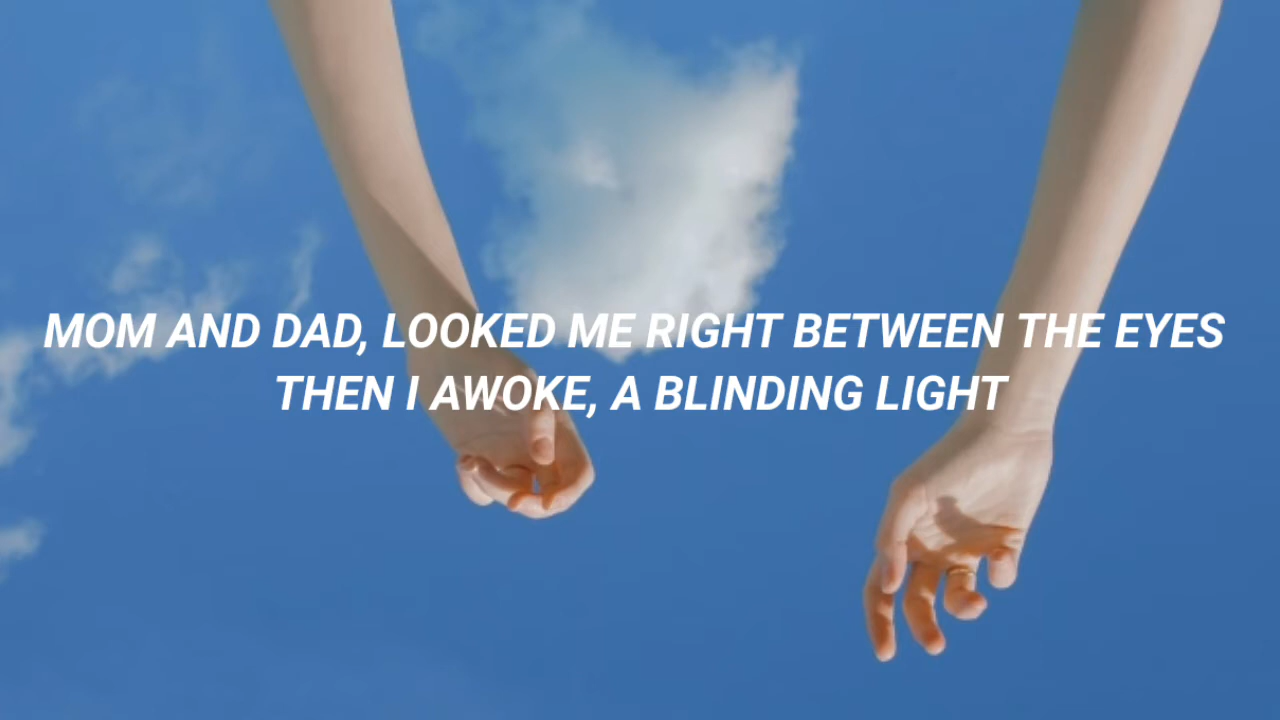 MOM AND DAD, LOOKED ME RIGHT BETWEEN THE EYES
THEN I AWOKE, A BLINDING LIGHT